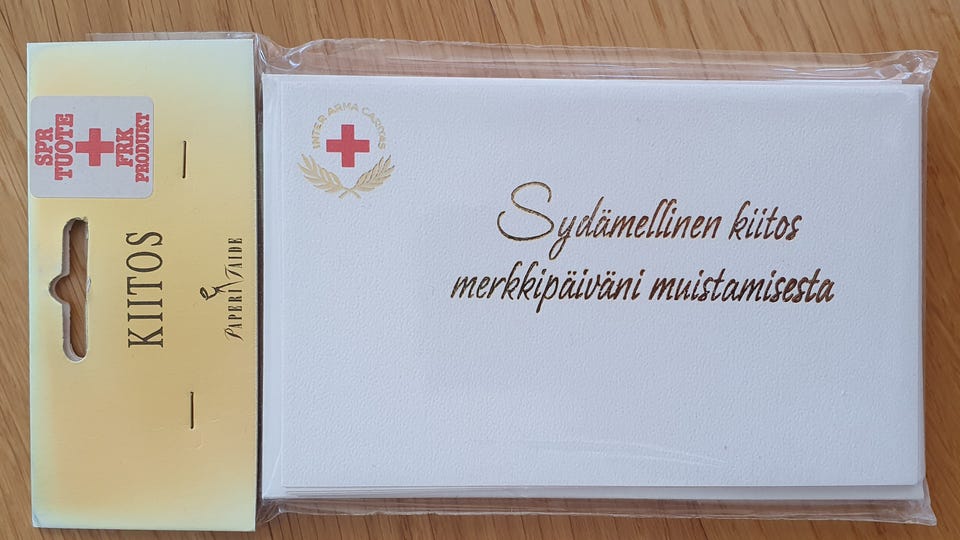 SPR
TUOTE
FRK
PRODUKT
KIITOS
PAPERITAIDE
INTER ARMA CARITAS
Sydämellinen kiitos
merkkipäiväni muistamisesta